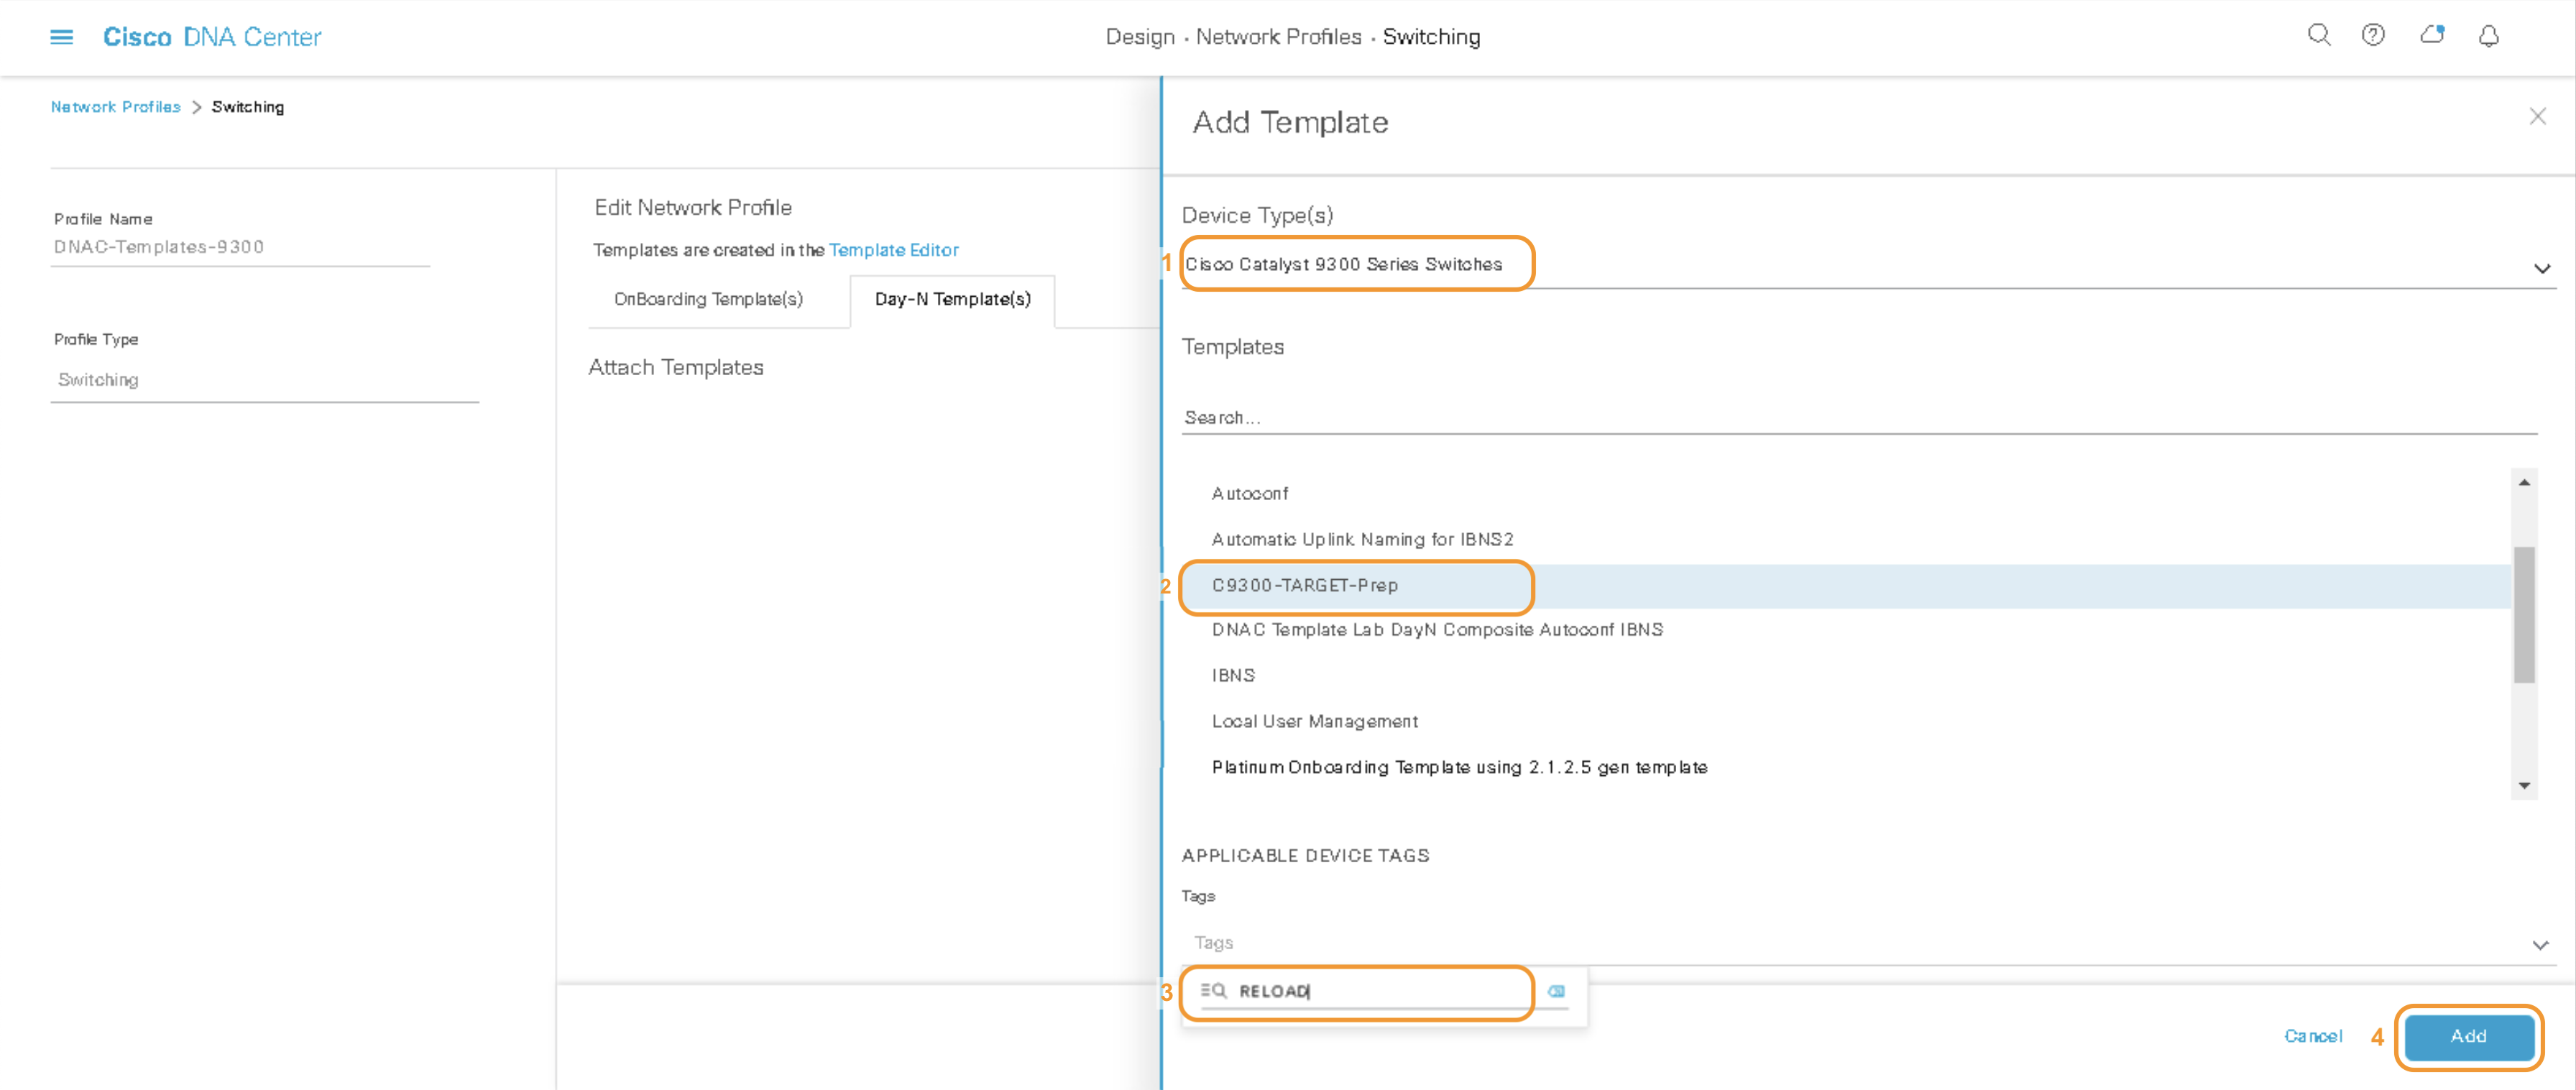 Cisco DNA Center
Design · Network Profiles · Switching
Network Profiles > Switching
Profile Name
DNAC-Templates-9300
Profile Type
Switching
Edit Network Profile
Templates are created in the Template Editor
OnBoarding Template(s)
Day-N Template(s)
Attach Templates
Add Template
Device Type(s)
1 Cisco Catalyst 9300 Series Switches
Templates
Search...
Autoconf
Automatic Uplink Naming for IBNS2
2 C9300-TARGET-Prep
DNAC Template Lab DayN Composite Autoconf IBNS
IBNS
Local User Management
Platinum Onboarding Template using 2.1.2.5 gen template
APPLICABLE DEVICE TAGS
Tags
Tags
3 RELOAD
Cancel 4 Add